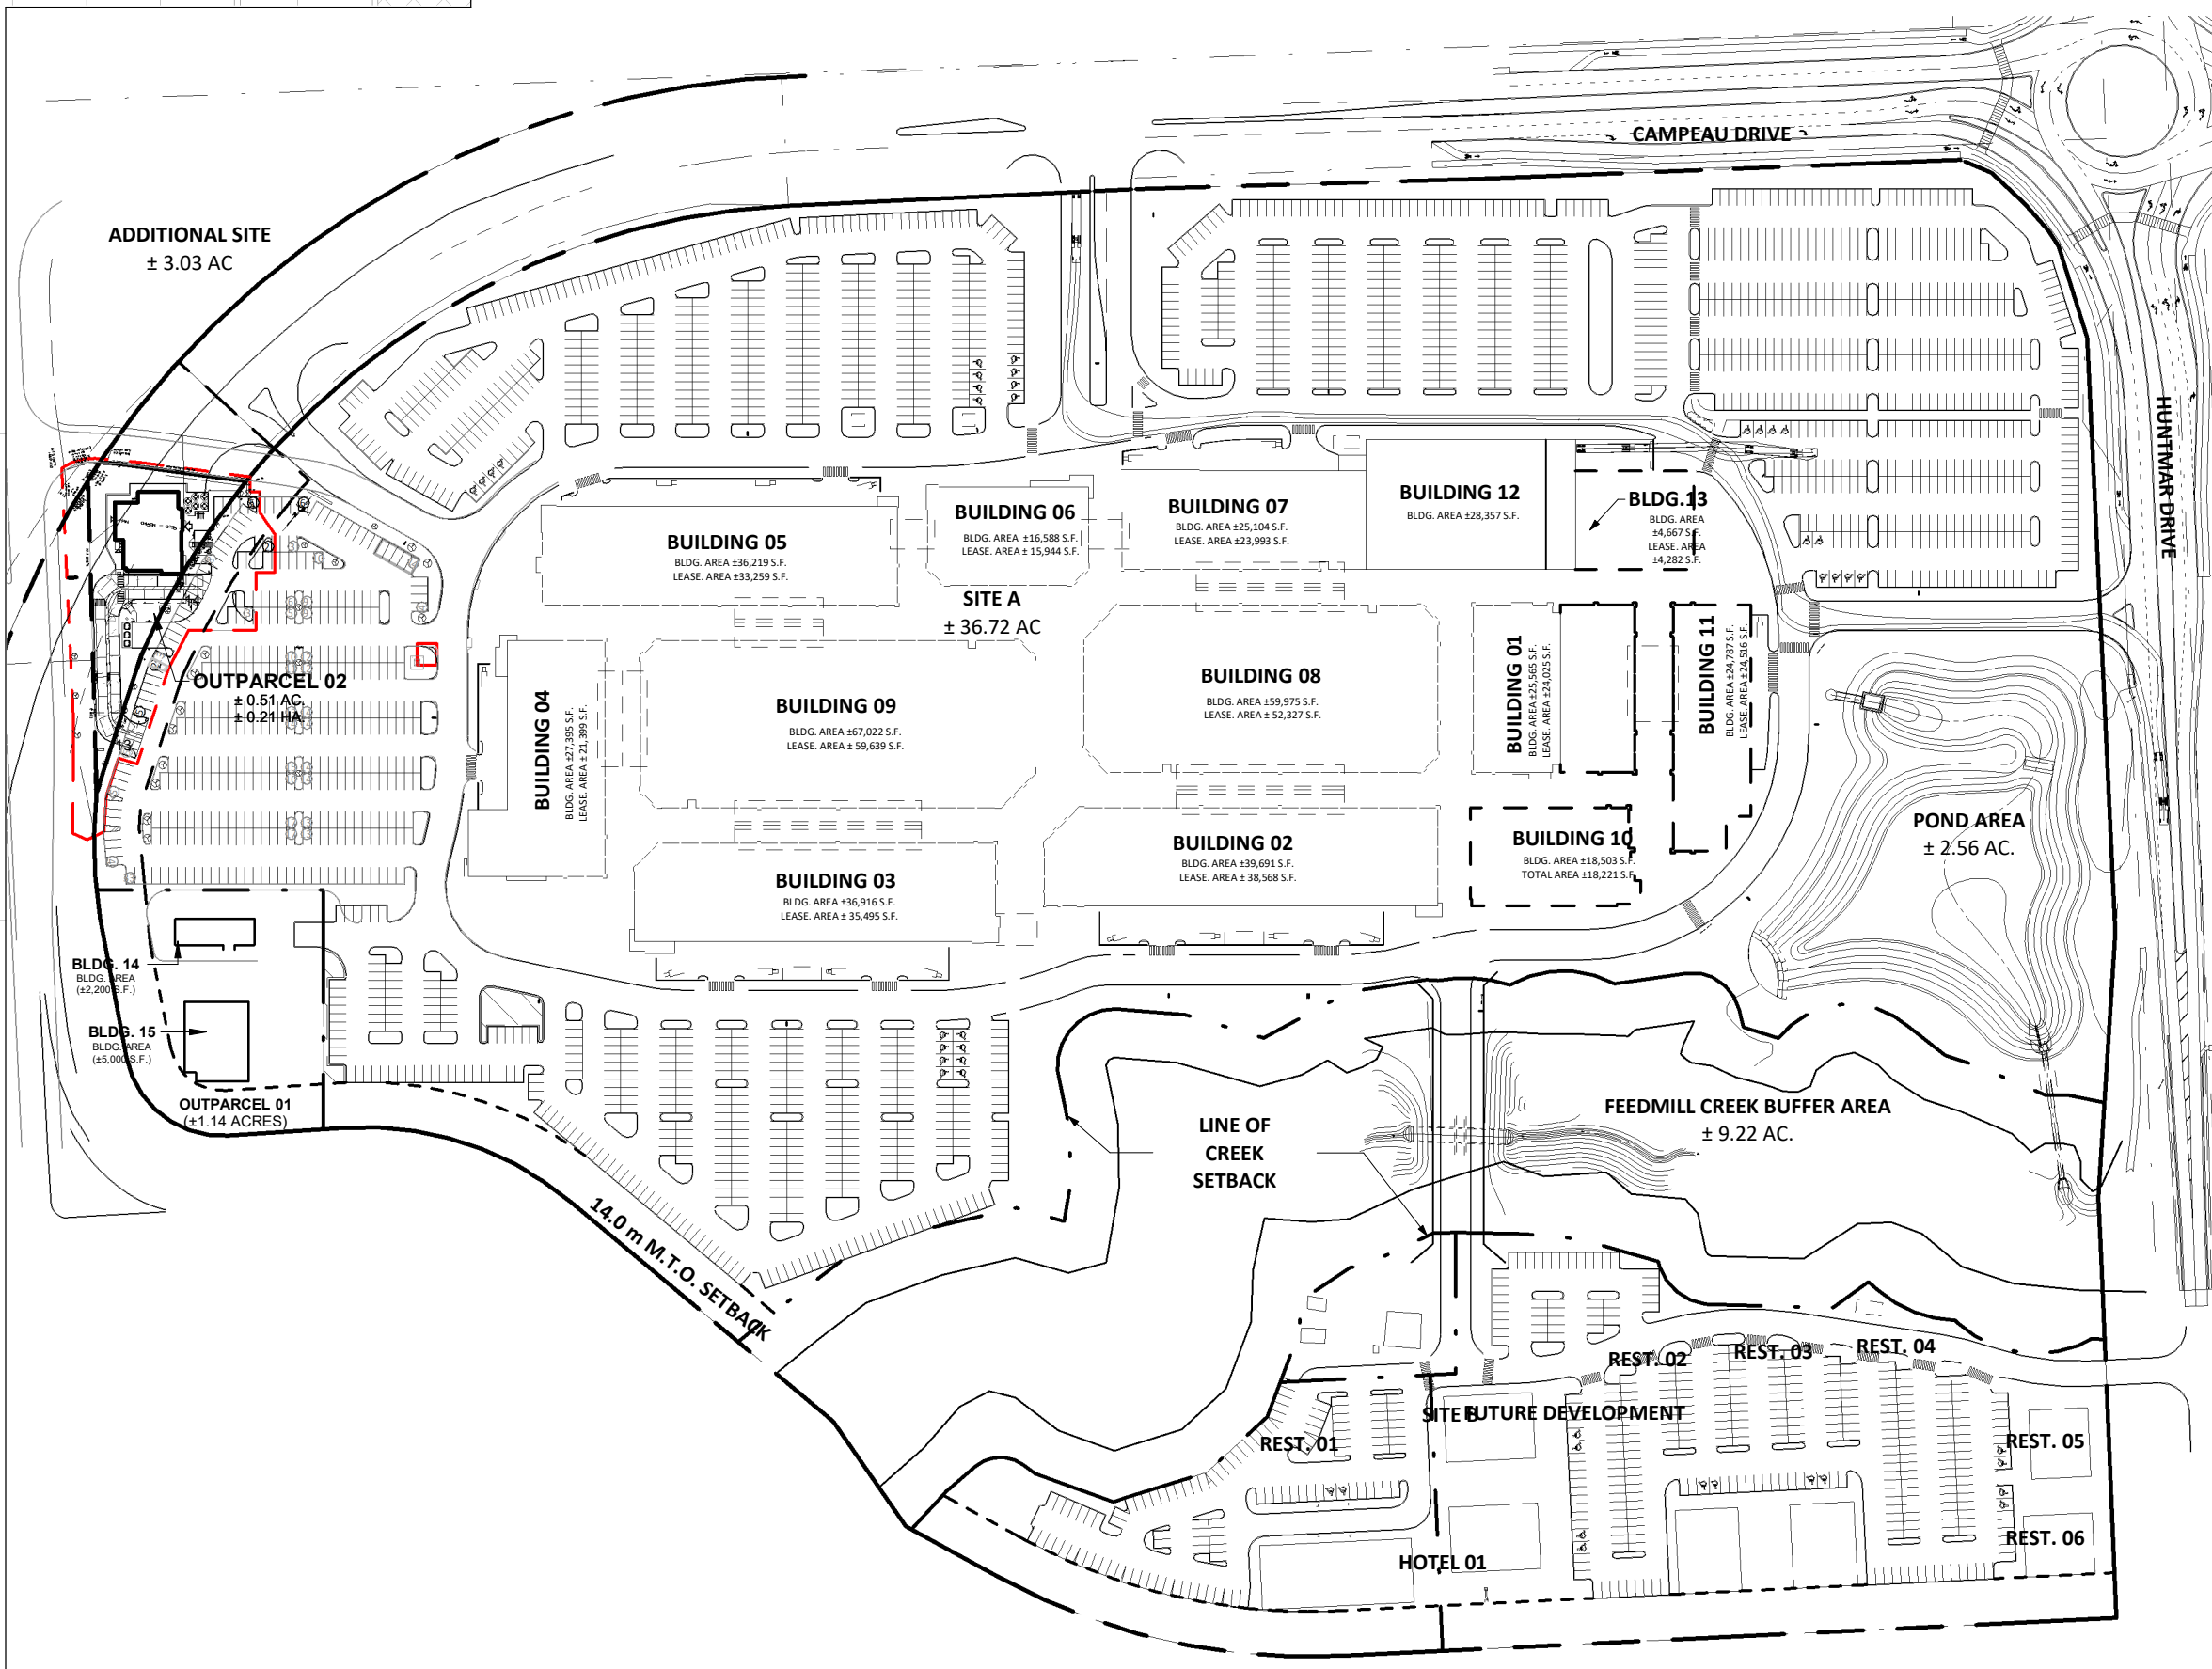 CAMPEAU DRIVE
ADDITIONAL SITE
± 3.03 AC
HUNTMAR DRIVE
BUILDING 05
BLDG. AREA ±36,219 S.F.
LEASE. AREA ±33,259 S.F.
BUILDING 06
BLDG. AREA ±16,588 S.F.
LEASE. AREA ± 15,944 S.F.
BUILDING 07
BLDG. AREA ±25,104 S.F.
LEASE. AREA ±23,993 S.F.
BUILDING 12
BLDG. AREA ±28,357 S.F.
BLDG.13
BLDG. AREA
±4,667 S.F.
LEASE. AREA
±4,282 S.F.
SITE A
± 36.72 AC
OUTPARCEL 02
± 0.51 AC.
± 0.21 HA.
BUILDING 04
BLDG. AREA ±27,395 S.F.
LEASE. AREA ± 21,399 S.F.
BUILDING 09
BLDG. AREA ±67,022 S.F.
LEASE. AREA ± 59,639 S.F.
BUILDING 08
BLDG. AREA ±59,975 S.F.
LEASE. AREA ± 52,327 S.F.
BUILDING 01
BLDG. AREA ±25,565 S.F.
LEASE. AREA ±24,025 S.F.
BUILDING 11
BLDG. AREA ±24,787 S.F.
LEASE. AREA ±24,516 S.F.
BUILDING 03
BLDG. AREA ±36,916 S.F.
LEASE. AREA ± 35,495 S.F.
BUILDING 02
BLDG. AREA ±39,691 S.F.
LEASE. AREA ± 38,568 S.F.
BUILDING 10
BLDG. AREA ±18,503 S.F.
TOTAL AREA ±18,221 S.F.
POND AREA
± 2.56 AC.
BLDG. 14
BLDG. AREA
(±2,200 S.F.)
BLDG. 15
BLDG. AREA
(±5,000 S.F.)
OUTPARCEL 01
(±1.14 ACRES)
14.0 m M.T.O. SETBACK
LINE OF
CREEK
SETBACK
FEEDMILL CREEK BUFFER AREA
± 9.22 AC.
REST. 02
REST. 03
REST. 04
SITE B
FUTURE DEVELOPMENT
REST. 01
REST. 05
HOTEL 01
REST. 06